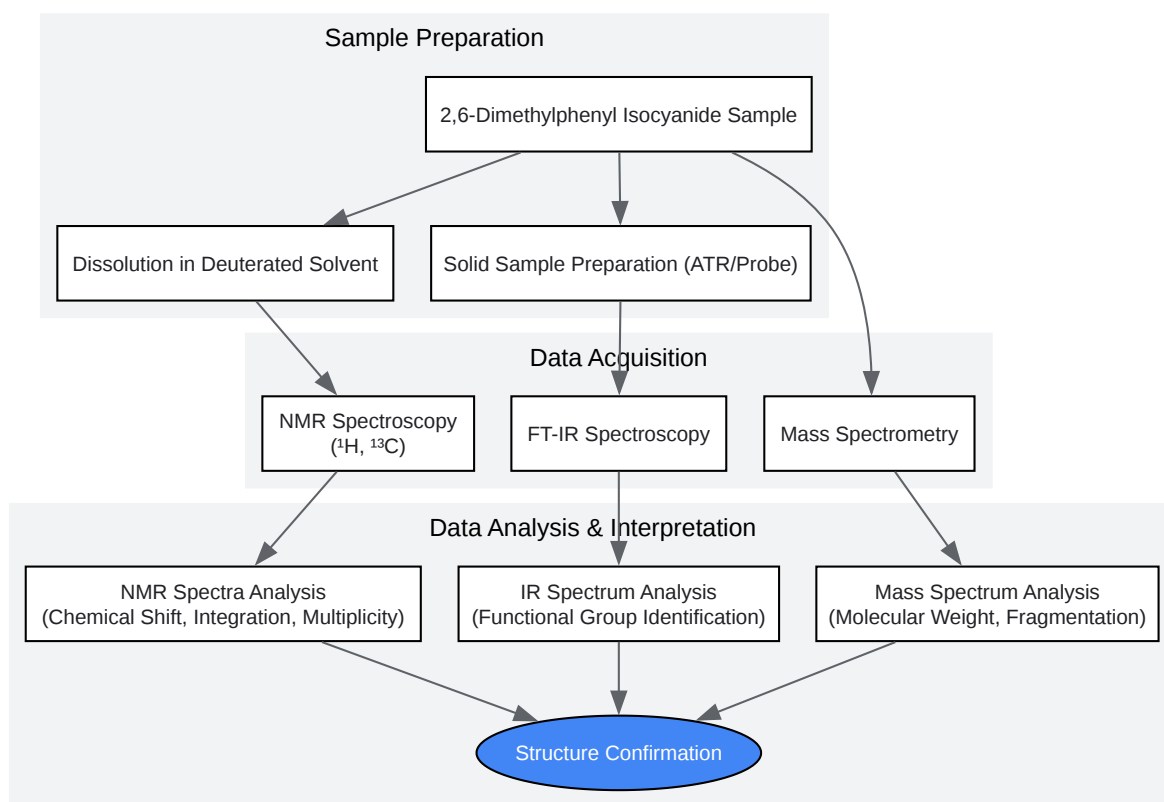 Sample Preparation
2,6-Dimethylphenyl Isocyanide Sample
Dissolution in Deuterated Solvent
Solid Sample Preparation (ATR/Probe)
Data Acquisition
NMR Spectroscopy
(¹H, ¹³C)
FT-IR Spectroscopy
Mass Spectrometry
Data Analysis & Interpretation
NMR Spectra Analysis
(Chemical Shift, Integration, Multiplicity)
IR Spectrum Analysis
(Functional Group Identification)
Mass Spectrum Analysis
(Molecular Weight, Fragmentation)
Structure Confirmation